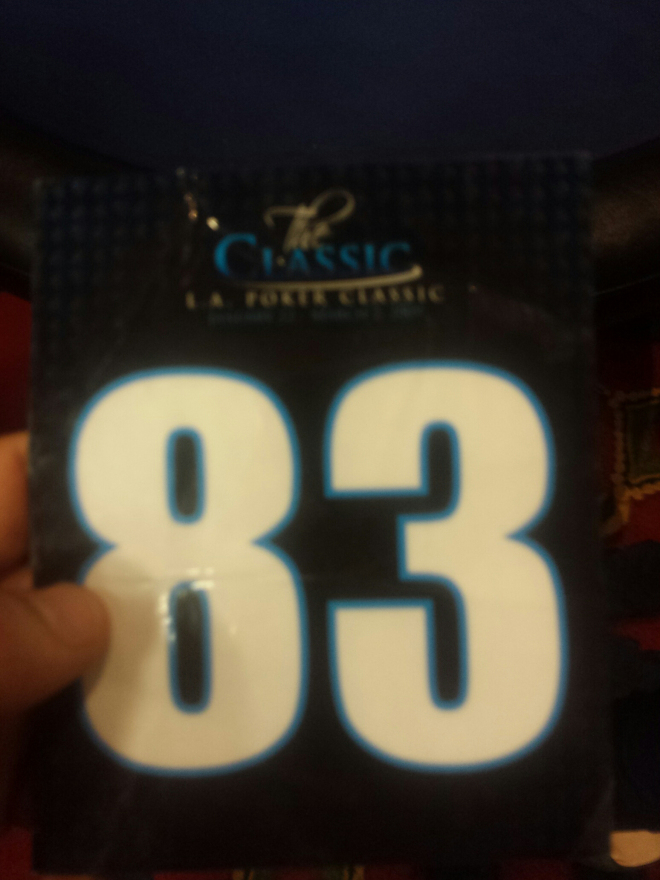 The
CLASSIC
L.A. POKER CLASSIC
83